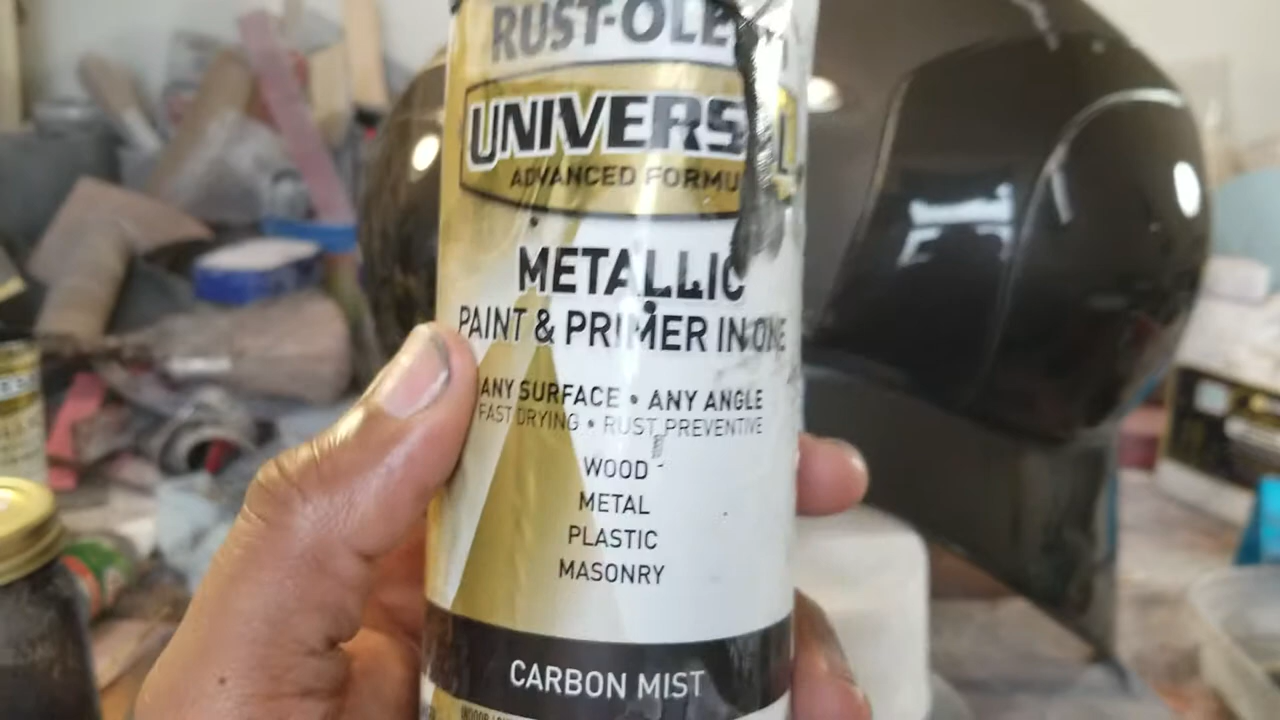 RUST-OLE
UNIVERSAL
ADVANCED FORMU
METALLIC
PAINT & PRIMER IN ONE
ANY SURFACE • ANY ANGLE
FAST DRYING • RUST PREVENTIVE
WOOD
METAL
PLASTIC
MASONRY
CARBON MIST